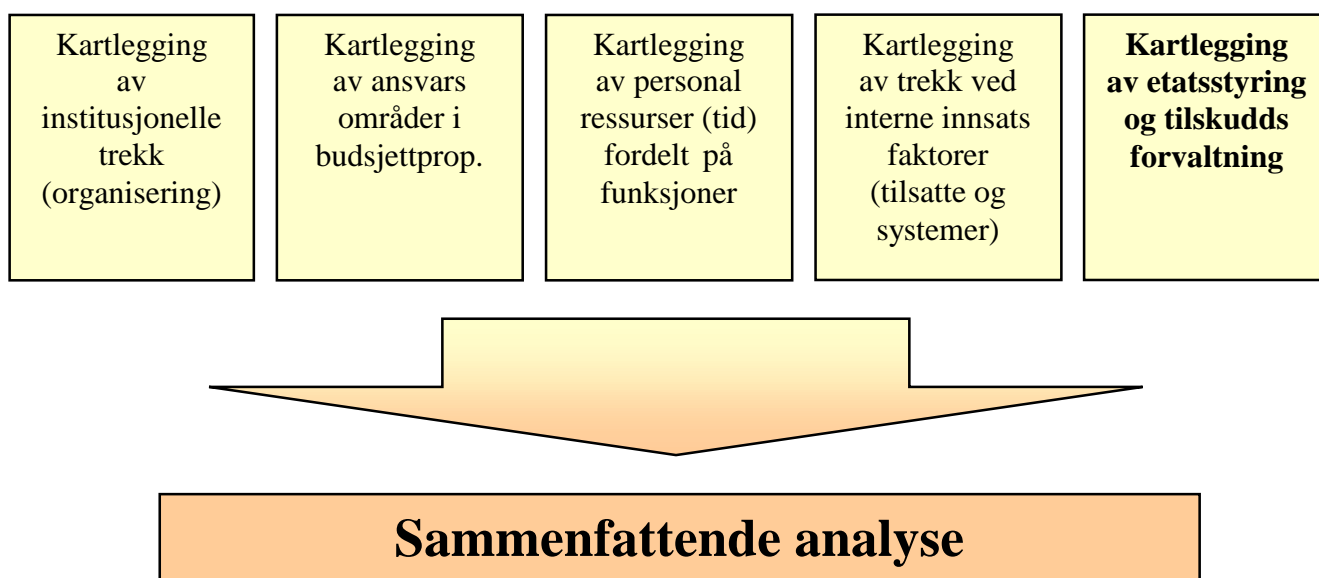 Kartlegging
av
institusjonelle
trekk
(organisering)
Kartlegging
av ansvars
områder i
budsjettprop.
Kartlegging
av personal
ressurser (tid)
fordelt på
funksjoner
Kartlegging
av trekk ved
interne innsats
faktorer
(tilsatte og
systemer)
Kartlegging
av etatsstyring
og tilskudds
forvaltning
Sammenfattende analyse